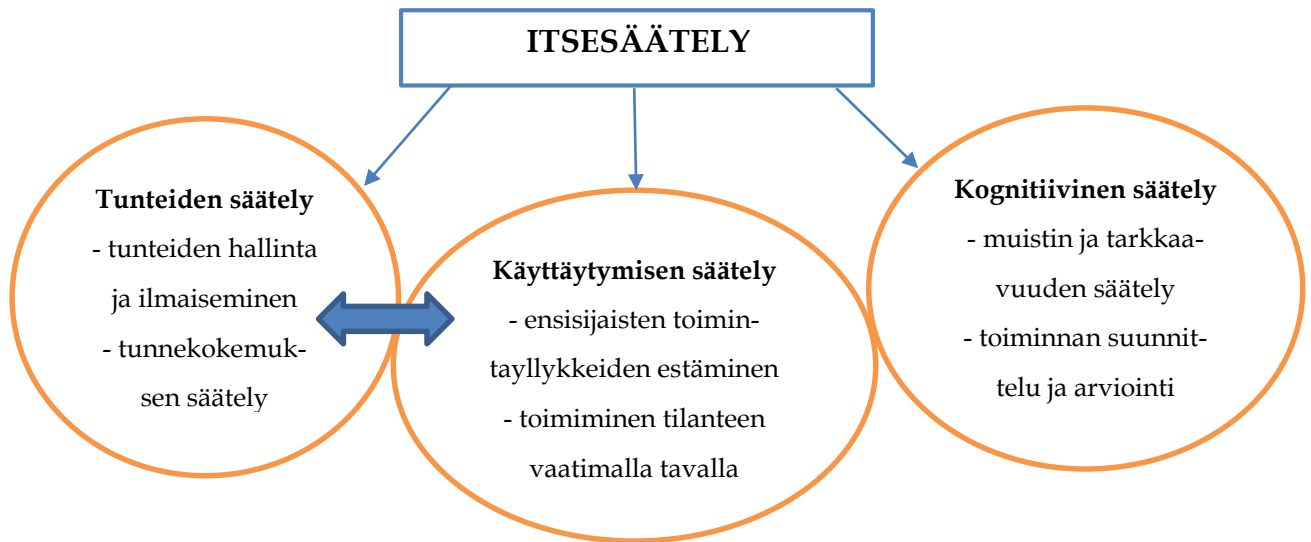 ITSESÄÄTELY
Tunteiden säätely
- tunteiden hallinta
ja ilmaiseminen
- tunnekokemuk-
sen säätely
Käyttäytymisen säätely
- ensisijaisten toimin-
tayllykkeiden estäminen
- toimiminen tilanteen
vaatimalla tavalla
Kognitiivinen säätely
- muistin ja tarkkaa-
vuuden säätely
- toiminnan suunnit-
telu ja arviointi